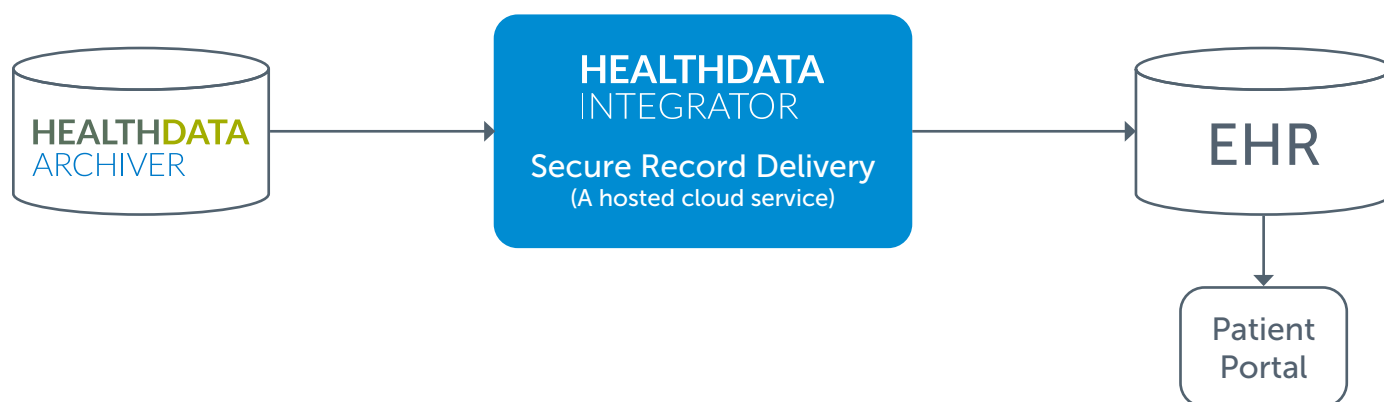 HEALTHDATA
ARCHIVER
HEALTHDATA
INTEGRATOR
Secure Record Delivery
(A hosted cloud service)
EHR
Patient
Portal